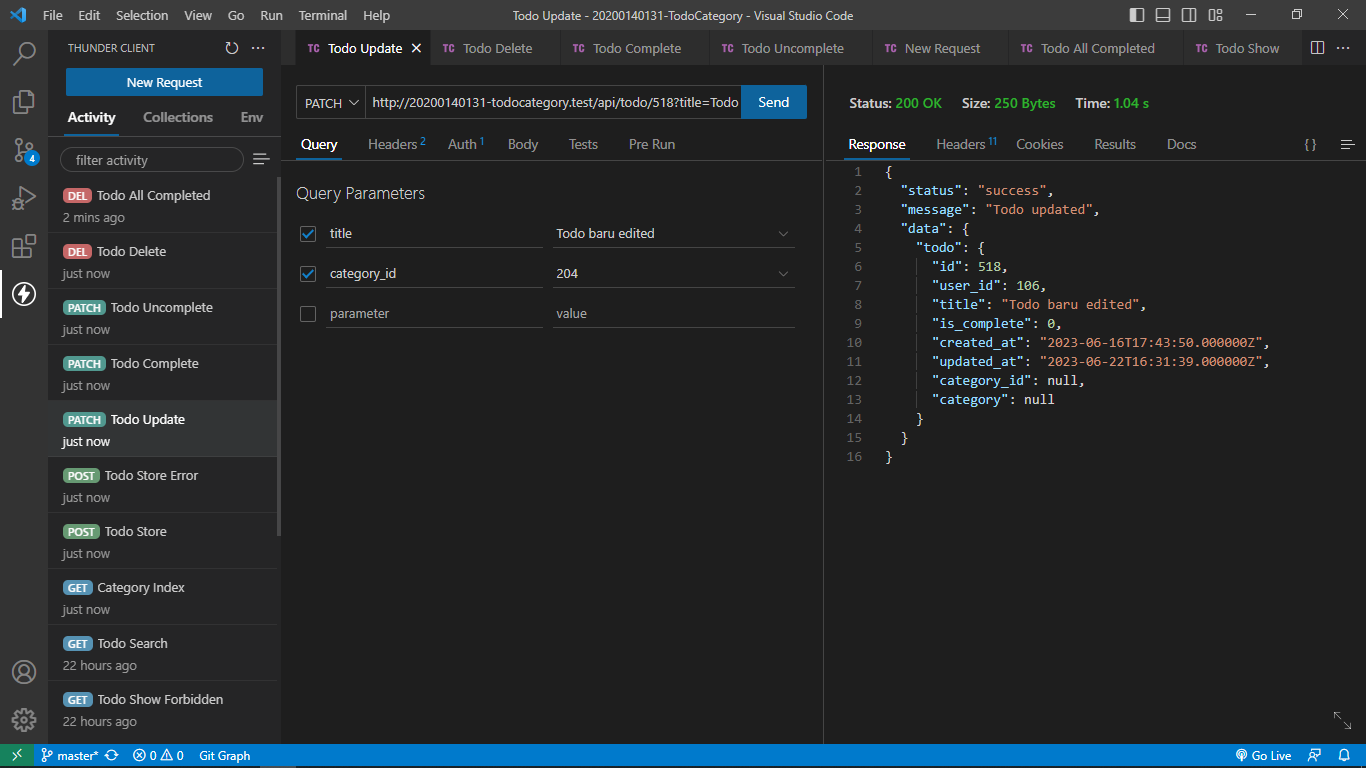 File Edit Selection View Go Run Terminal Help Todo Update - 20200140131-TodoCategory - Visual Studio Code
THUNDER CLIENT
New Request
Activity Collections Env
filter activity
DEL Todo All Completed
2 mins ago
DEL Todo Delete
just now
PATCH Todo Uncomplete
just now
PATCH Todo Complete
just now
PATCH Todo Update
just now
POST Todo Store Error
just now
POST Todo Store
just now
GET Category Index
just now
GET Todo Search
22 hours ago
GET Todo Show Forbidden
22 hours ago
4
TC Todo Update TC Todo Delete TC Todo Complete TC Todo Uncomplete TC New Request TC Todo All Completed TC Todo Show
PATCH http://20200140131-todocategory.test/api/todo/518?title=Todo Send
Query Headers 2 Auth 1 Body Tests Pre Run
Query Parameters
title Todo baru edited
category_id 204
parameter value
Status: 200 OK Size: 250 Bytes Time: 1.04 s
Response Headers 11 Cookies Results Docs { }
1 {
2 "status": "success",
3 "message": "Todo updated",
4 "data": {
5 "todo": {
6 "id": 518,
7 "user_id": 106,
8 "title": "Todo baru edited",
9 "is_complete": 0,
10 "created_at": "2023-06-16T17:43:50.000000Z",
11 "updated_at": "2023-06-22T16:31:39.000000Z",
12 "category_id": null,
13 "category": null
14 }
15 }
16 }
master* 0 0 Git Graph Go Live